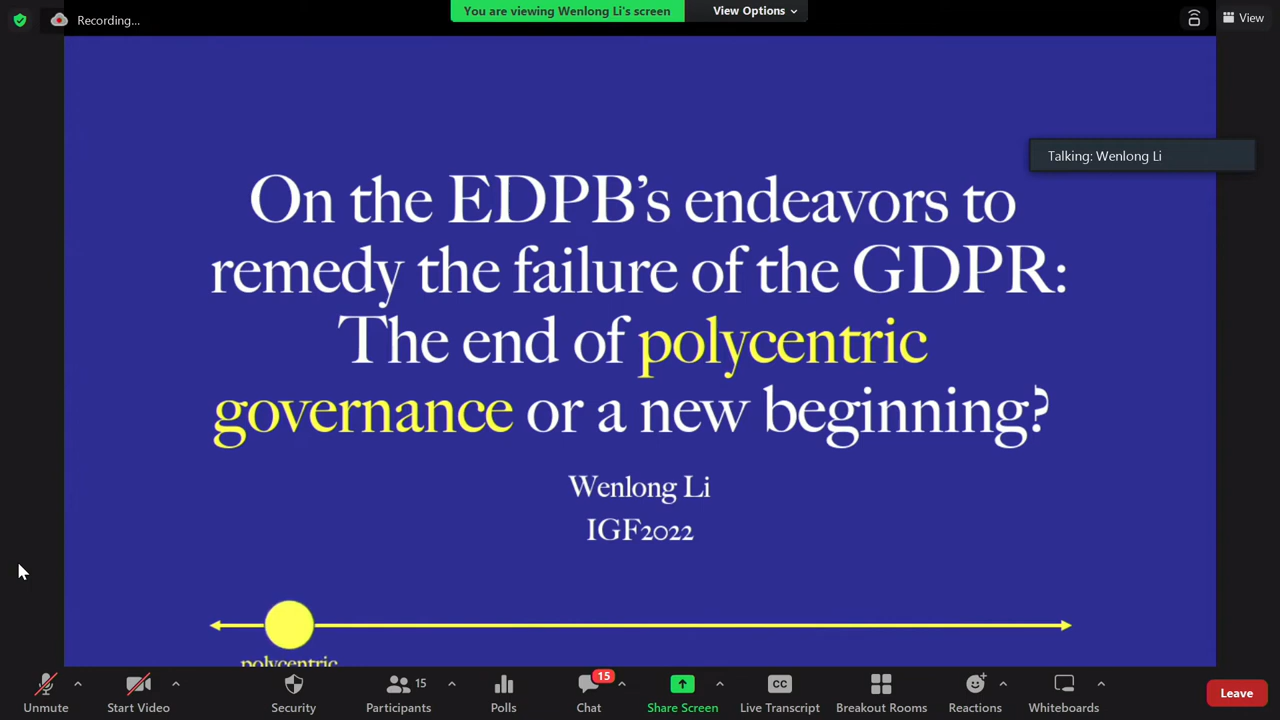 Recording...
You are viewing Wenlong Li's screen
View Options
View
Talking: Wenlong Li
On the EDPB’s endeavors to
remedy the failure of the GDPR:
The end of polycentric
governance or a new beginning?
Wenlong Li
IGF2022
polycentric
Unmute
Start Video
Security
Participants
15
Polls
Chat
15
Share Screen
CC
Live Transcript
Breakout Rooms
Reactions
Whiteboards
Leave